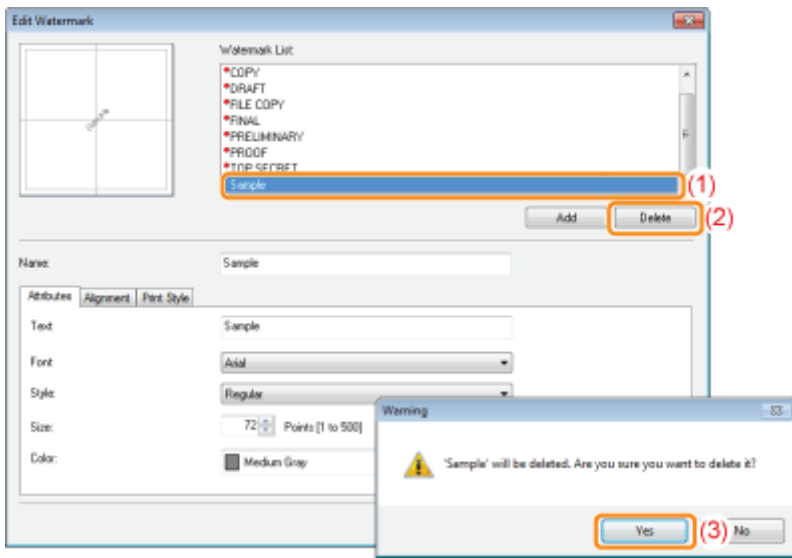 Edit Watermark
Watermark List:
*COPY
*DRAFT
*FILE COPY
*FINAL
*PRELIMINARY
*PROOF
*TOP SECRET
Sample
(1)
Add
Delete
(2)
Name:
Sample
Attributes
Alignment
Print Style
Text:
Sample
Font:
Arial
Style:
Regular
Size:
72
Points [1 to 500]
Color:
Medium Gray
Warning
'Sample' will be deleted. Are you sure you want to delete it?
Yes
(3)
No